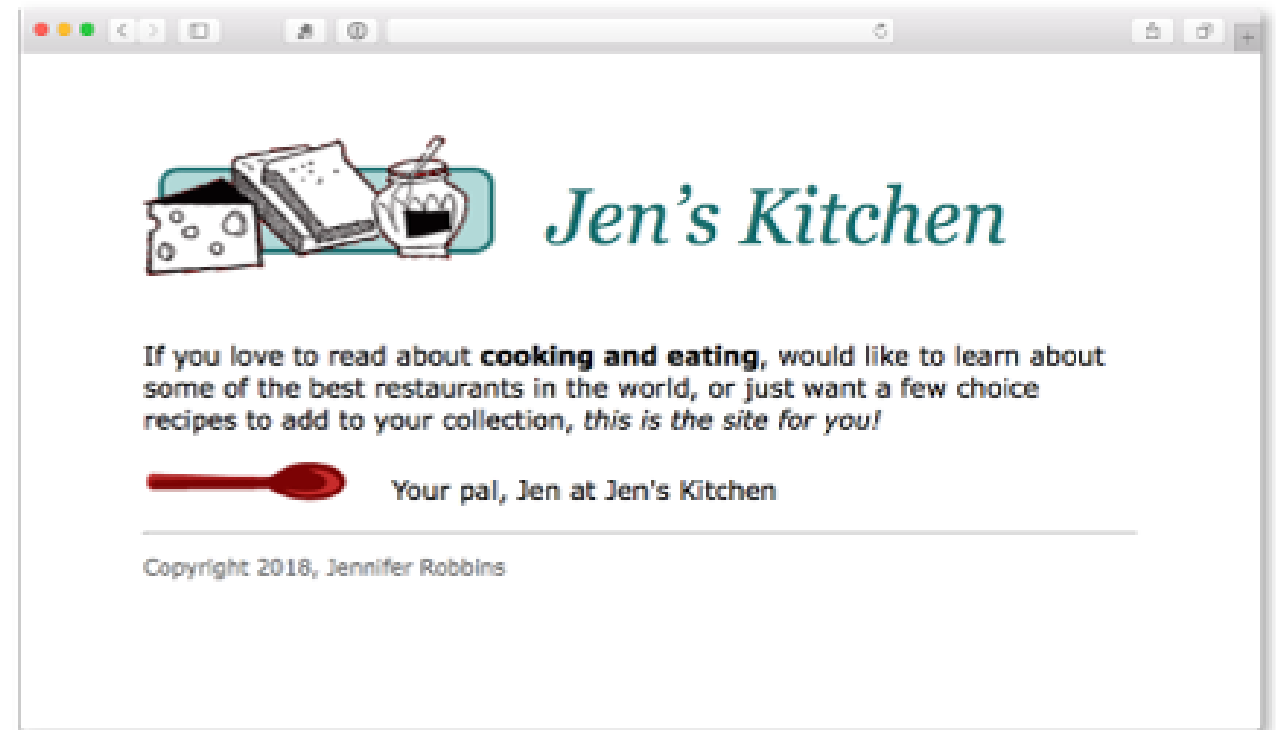 Jen’s Kitchen
If you love to read about cooking and eating, would like to learn about
some of the best restaurants in the world, or just want a few choice
recipes to add to your collection, this is the site for you!
Your pal, Jen at Jen's Kitchen
Copyright 2018, Jennifer Robbins